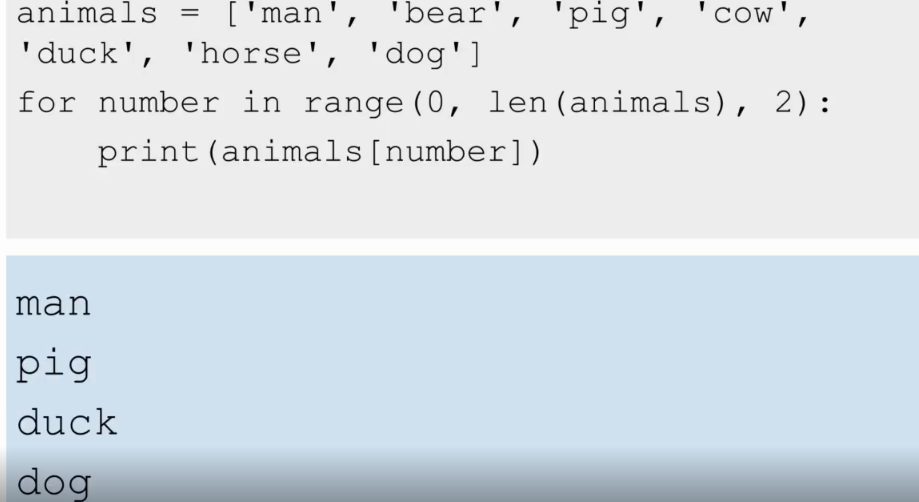 animals = ['man', 'bear', 'pig', 'cow',
'duck', 'horse', 'dog']
for number in range(0, len(animals), 2):
    print(animals[number])
man
pig
duck
dog